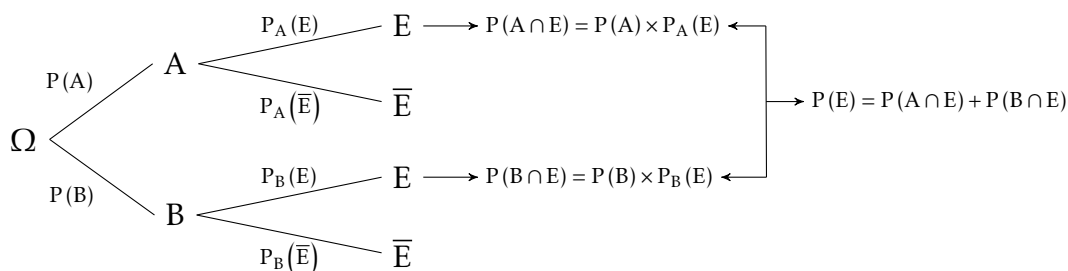 P_A(E) E P(A ∩ E) = P(A) × P_A(E)
P(A) A
P_A(E̅) E̅ P(E) = P(A ∩ E) + P(B ∩ E)
Ω
P_B(E) E P(B ∩ E) = P(B) × P_B(E)
P(B) B
P_B(E̅) E̅